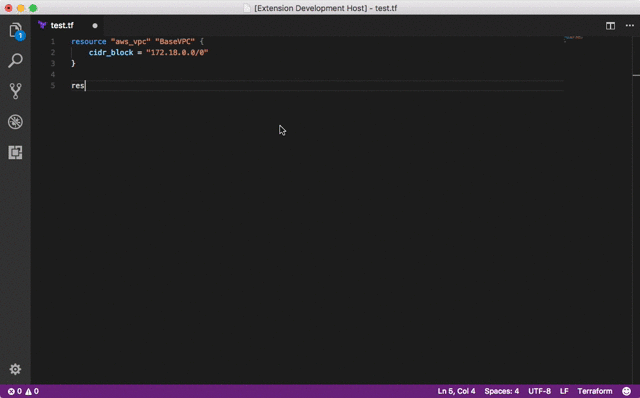 [Extension Development Host] - test.tf
1
test.tf
1 resource "aws_vpc" "BaseVPC" {
2 cidr_block = "172.18.0.0/0"
3 }
4
5 res
0 0 Ln 5, Col 4 Spaces: 4 UTF-8 LF Terraform